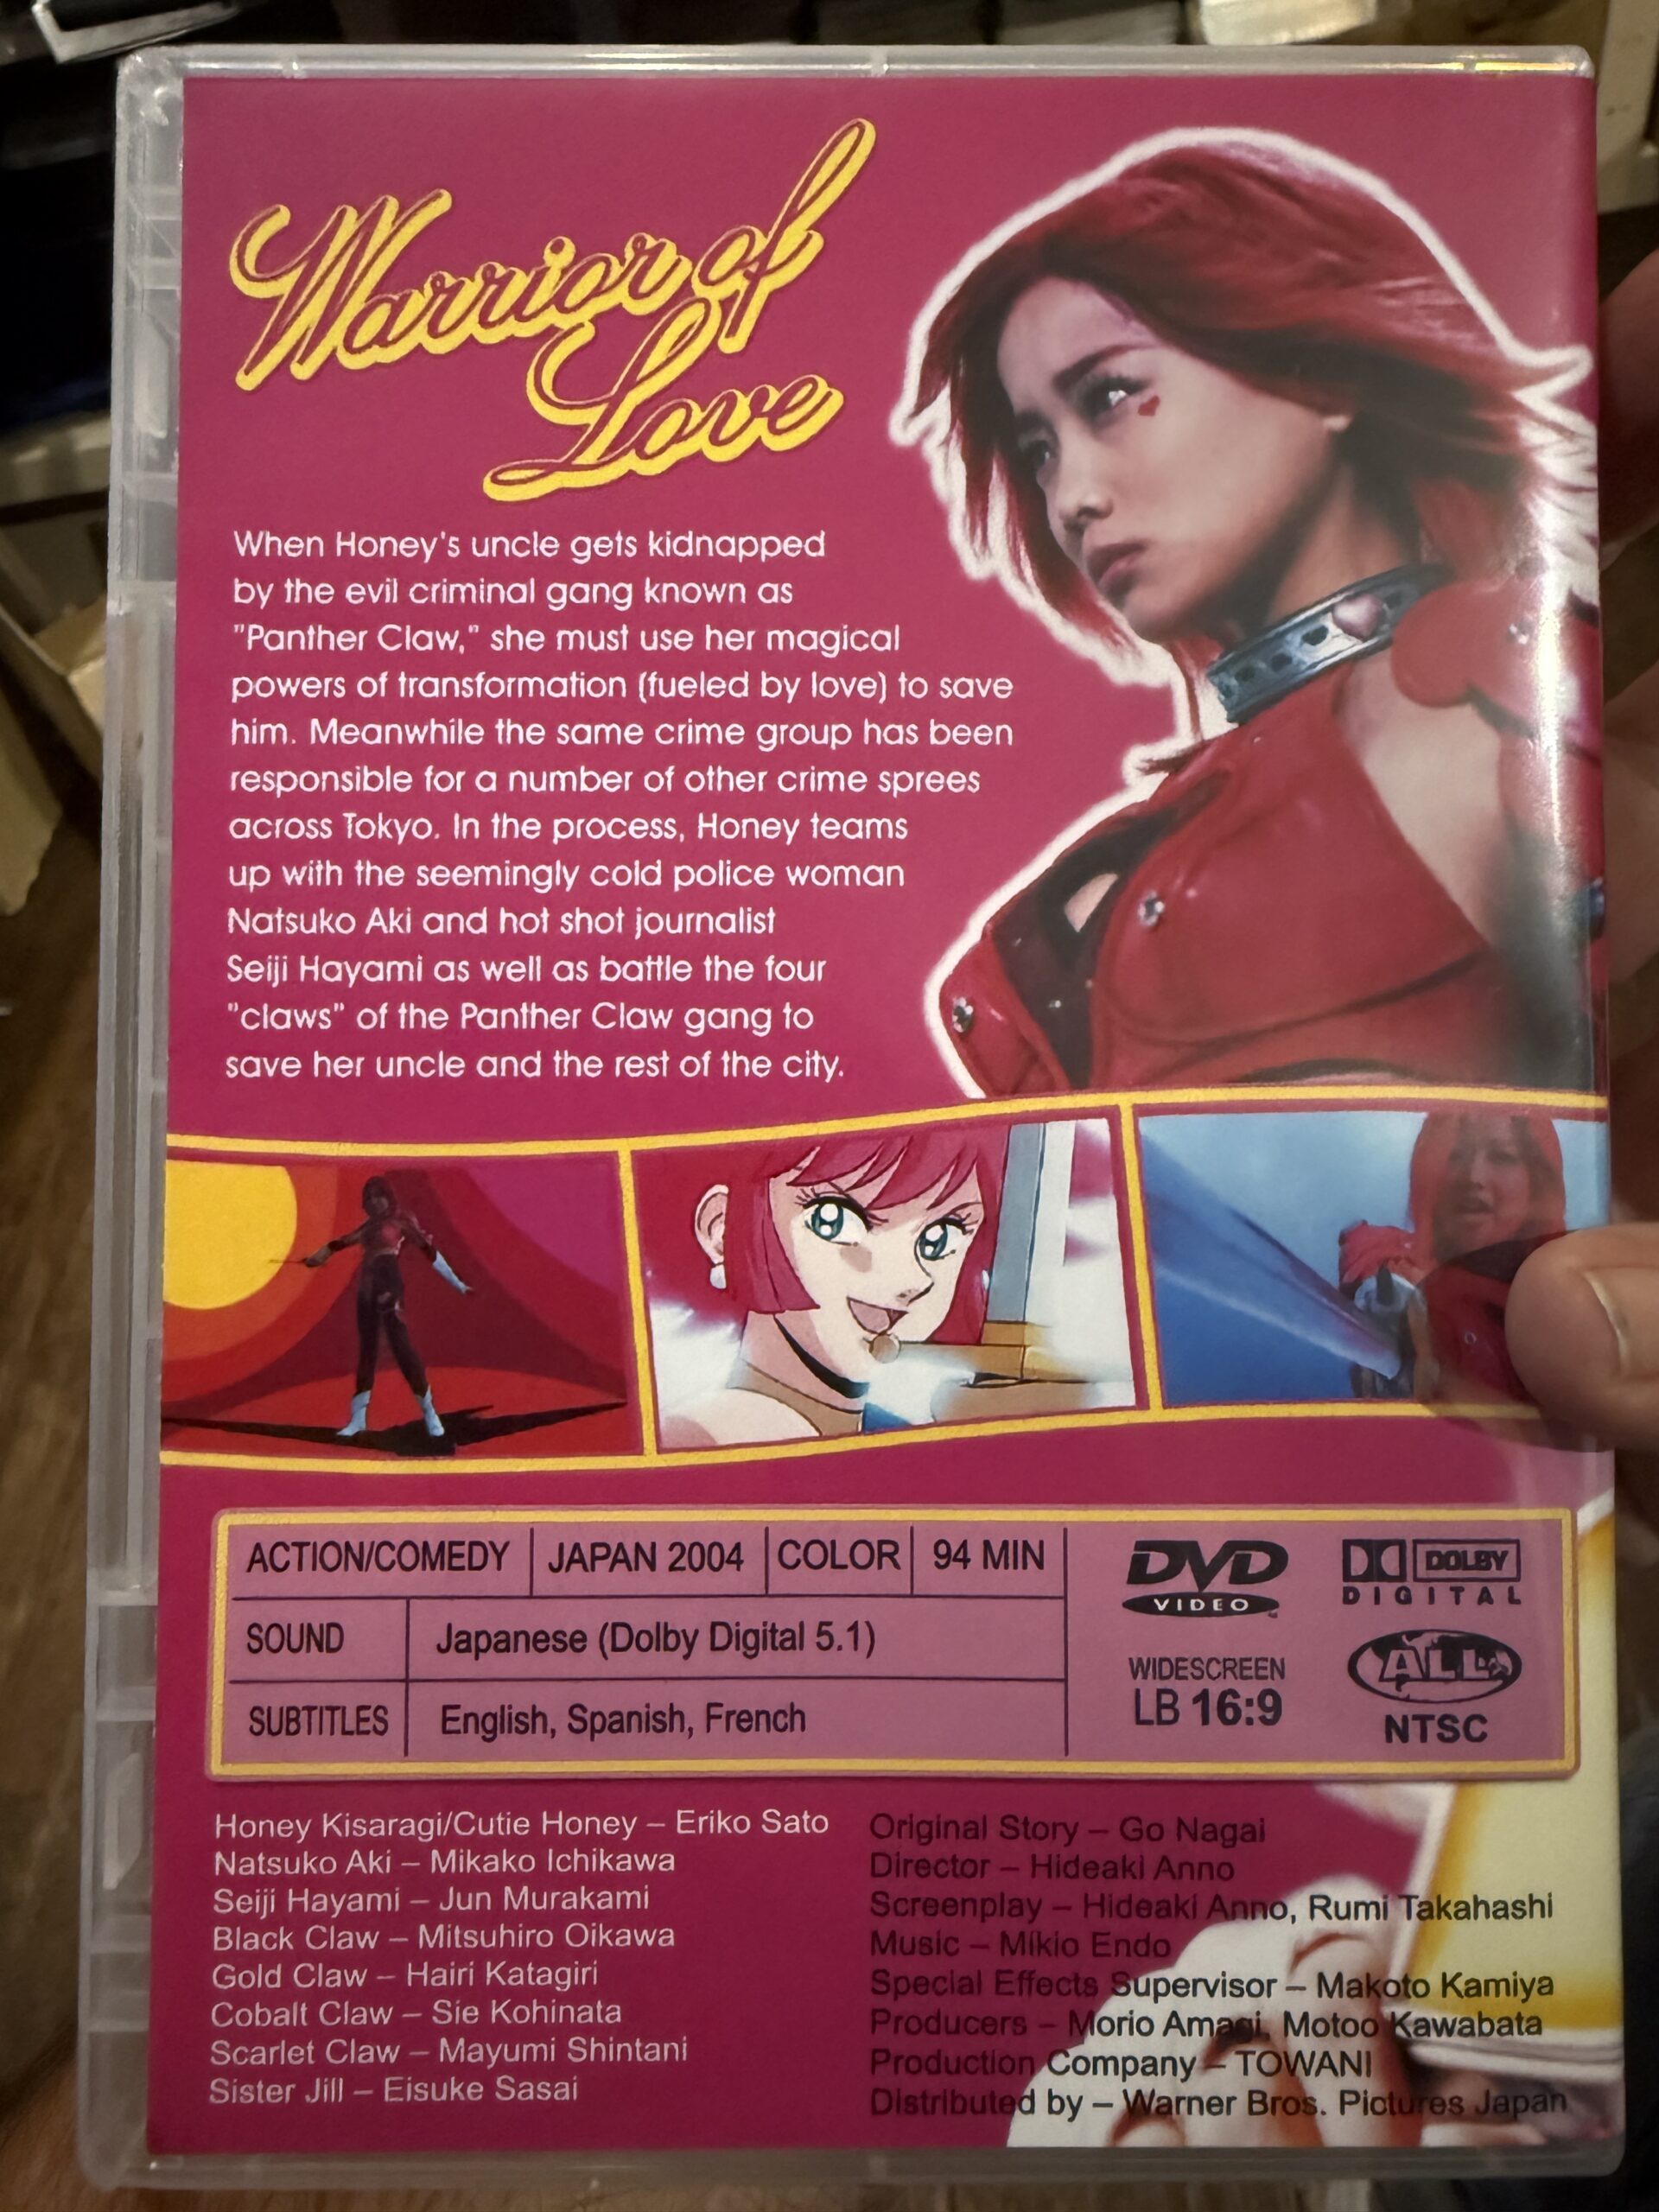 Warrior of
Love
When Honey's uncle gets kidnapped
by the evil criminal gang known as
"Panther Claw," she must use her magical
powers of transformation (fueled by love) to save
him. Meanwhile the same crime group has been
responsible for a number of other crime sprees
across Tokyo. In the process, Honey teams
up with the seemingly cold police woman
Natsuko Aki and hot shot journalist
Seiji Hayami as well as battle the four
"claws" of the Panther Claw gang to
save her uncle and the rest of the city.
ACTION/COMEDY JAPAN 2004 COLOR 94 MIN
SOUND Japanese (Dolby Digital 5.1)
SUBTITLES English, Spanish, French
DVD
VIDEO
DOLBY
DIGITAL
WIDESCREEN
LB 16:9
ALL
NTSC
Honey Kisaragi/Cutie Honey – Eriko Sato
Natsuko Aki – Mikako Ichikawa
Seiji Hayami – Jun Murakami
Black Claw – Mitsuhiro Oikawa
Gold Claw – Hairi Katagiri
Cobalt Claw – Sie Kohinata
Scarlet Claw – Mayumi Shintani
Sister Jill – Eisuke Sasai
Original Story – Go Nagai
Director – Hideaki Anno
Screenplay – Hideaki Anno, Rumi Takahashi
Music – Mikio Endo
Special Effects Supervisor – Makoto Kamiya
Producers – Morio Amagi, Motoo Kawabata
Production Company – TOWANI
Distributed by – Warner Bros. Pictures Japan